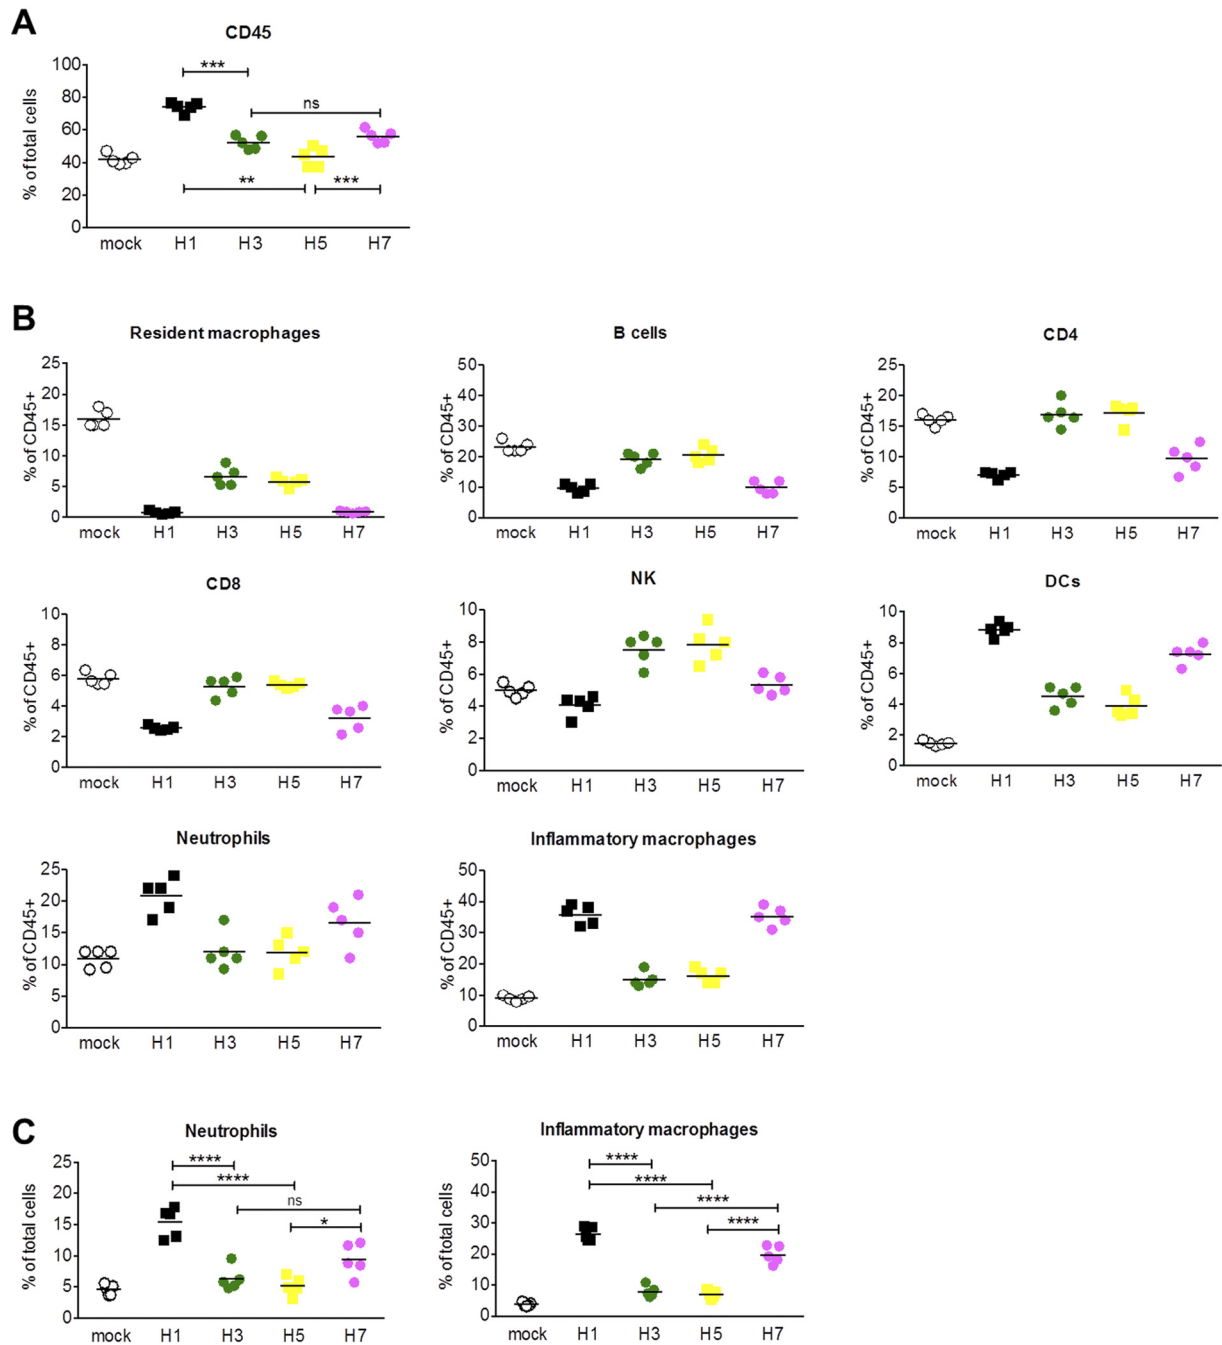 A
CD45
% of total cells
100
80
60
40
20
0
***
ns
**
***
mock H1 H3 H5 H7
B
Resident macrophages
% of CD45+
25
20
15
10
5
0
mock H1 H3 H5 H7
B cells
% of CD45+
50
40
30
20
10
0
mock H1 H3 H5 H7
CD4
% of CD45+
25
20
15
10
5
0
mock H1 H3 H5 H7
CD8
% of CD45+
10
8
6
4
2
0
mock H1 H3 H5 H7
NK
% of CD45+
10
8
6
4
2
0
mock H1 H3 H5 H7
DCs
% of CD45+
10
8
6
4
2
0
mock H1 H3 H5 H7
Neutrophils
% of CD45+
25
20
15
10
5
0
mock H1 H3 H5 H7
Inflammatory macrophages
% of CD45+
50
40
30
20
10
0
mock H1 H3 H5 H7
C
Neutrophils
% of total cells
25
20
15
10
5
0
****
****
ns
*
mock H1 H3 H5 H7
Inflammatory macrophages
% of total cells
50
40
30
20
10
0
****
****
****
****
mock H1 H3 H5 H7